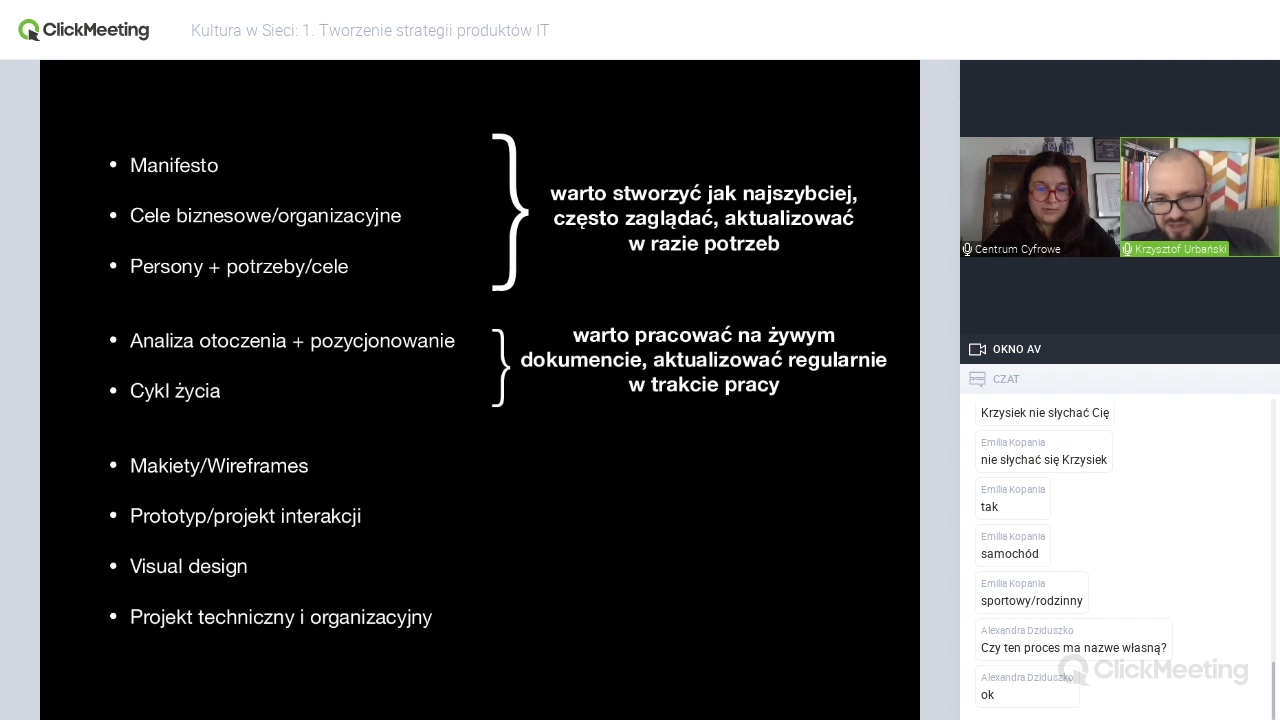 ClickMeeting
Kultura w Sieci: 1. Tworzenie strategii produktów IT
• Manifesto
• Cele biznesowe/organizacyjne
• Persony + potrzeby/cele
warto stworzyć jak najszybciej,
często zaglądać, aktualizować
w razie potrzeb
• Analiza otoczenia + pozycjonowanie
• Cykl życia
warto pracować na żywym
dokumencie, aktualizować regularnie
w trakcie pracy
• Makiety/Wireframes
• Prototyp/projekt interakcji
• Visual design
• Projekt techniczny i organizacyjny
Centrum Cyfrowe
Krzysztof Urbański
OKNO AV
CZAT
Krzysiek nie słychać Cię
Emilia Kopania
nie słychać się Krzysiek
Emilia Kopania
tak
Emilia Kopania
samochód
Emilia Kopania
sportowy/rodzinny
Alexandra Dziduszko
Czy ten proces ma nazwe własną?
Alexandra Dziduszko
ok
ClickMeeting